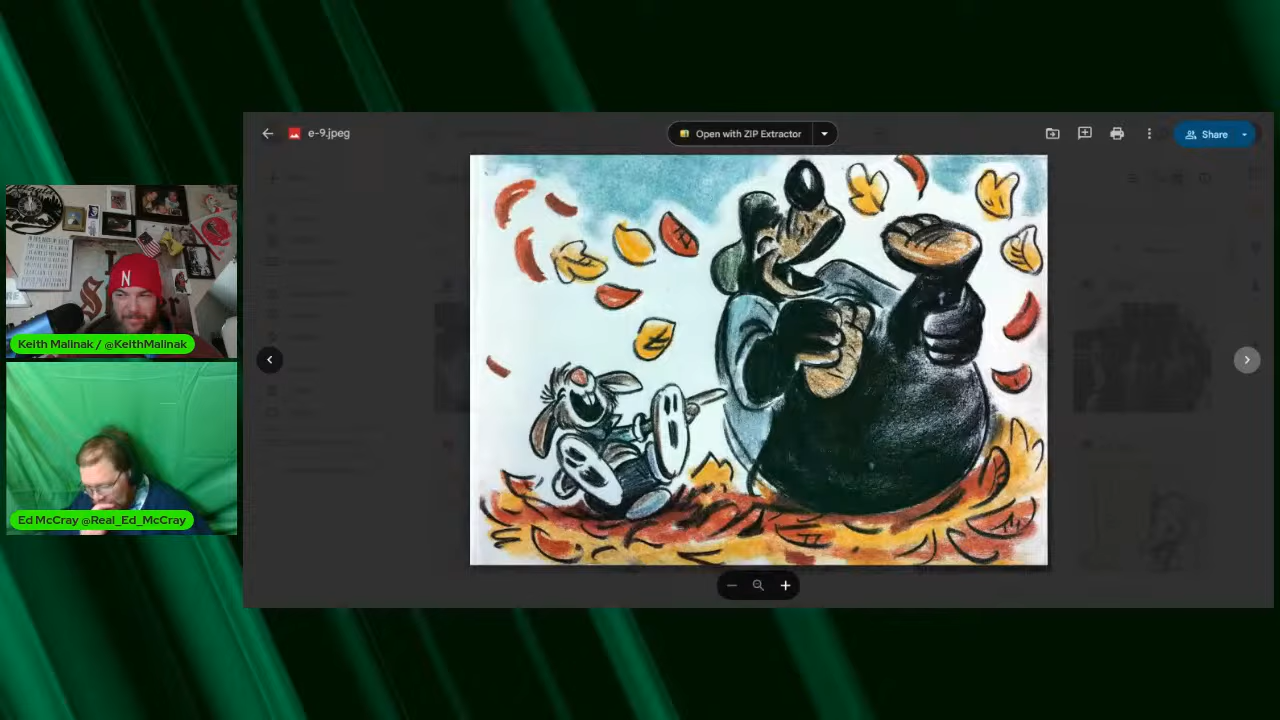 e-9.jpeg
Open with ZIP Extractor
Share
N
Keith Malinak / @KeithMalinak
Ed McCray @Real_Ed_McCray